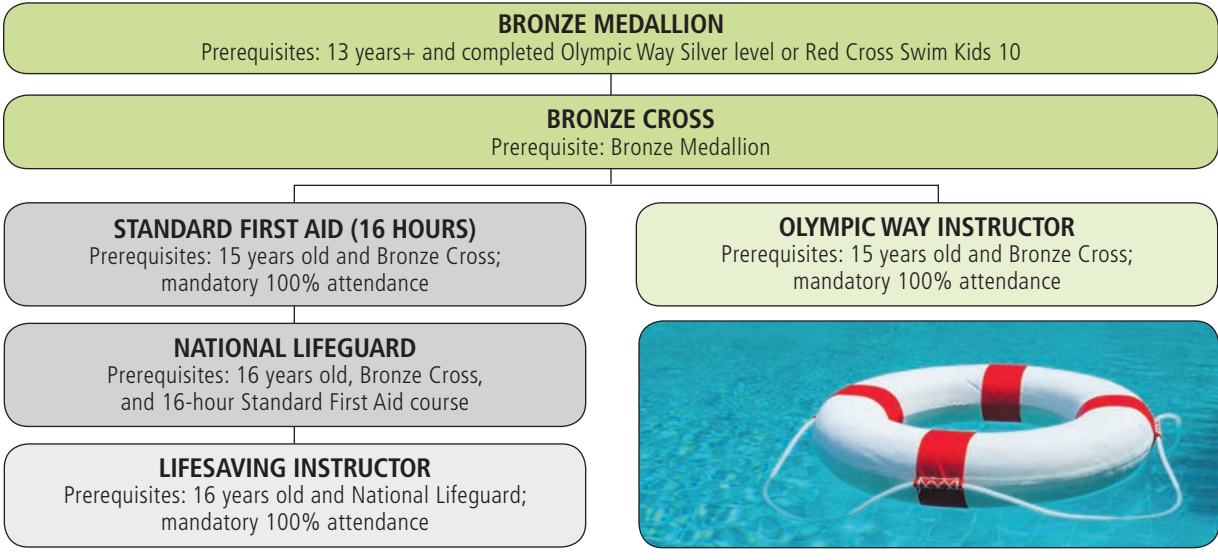 BRONZE MEDALLION
Prerequisites: 13 years+ and completed Olympic Way Silver level or Red Cross Swim Kids 10
BRONZE CROSS
Prerequisite: Bronze Medallion
STANDARD FIRST AID (16 HOURS)
Prerequisites: 15 years old and Bronze Cross;
mandatory 100% attendance
OLYMPIC WAY INSTRUCTOR
Prerequisites: 15 years old and Bronze Cross;
mandatory 100% attendance
NATIONAL LIFEGUARD
Prerequisites: 16 years old, Bronze Cross,
and 16-hour Standard First Aid course
LIFESAVING INSTRUCTOR
Prerequisites: 16 years old and National Lifeguard;
mandatory 100% attendance